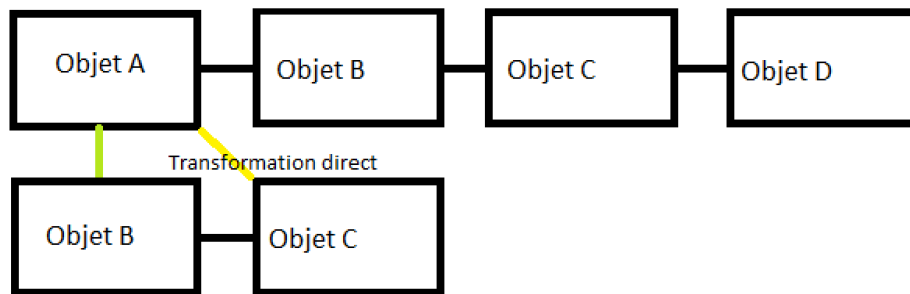 Objet A
Objet B
Objet C
Objet D
Transformation direct
Objet B
Objet C